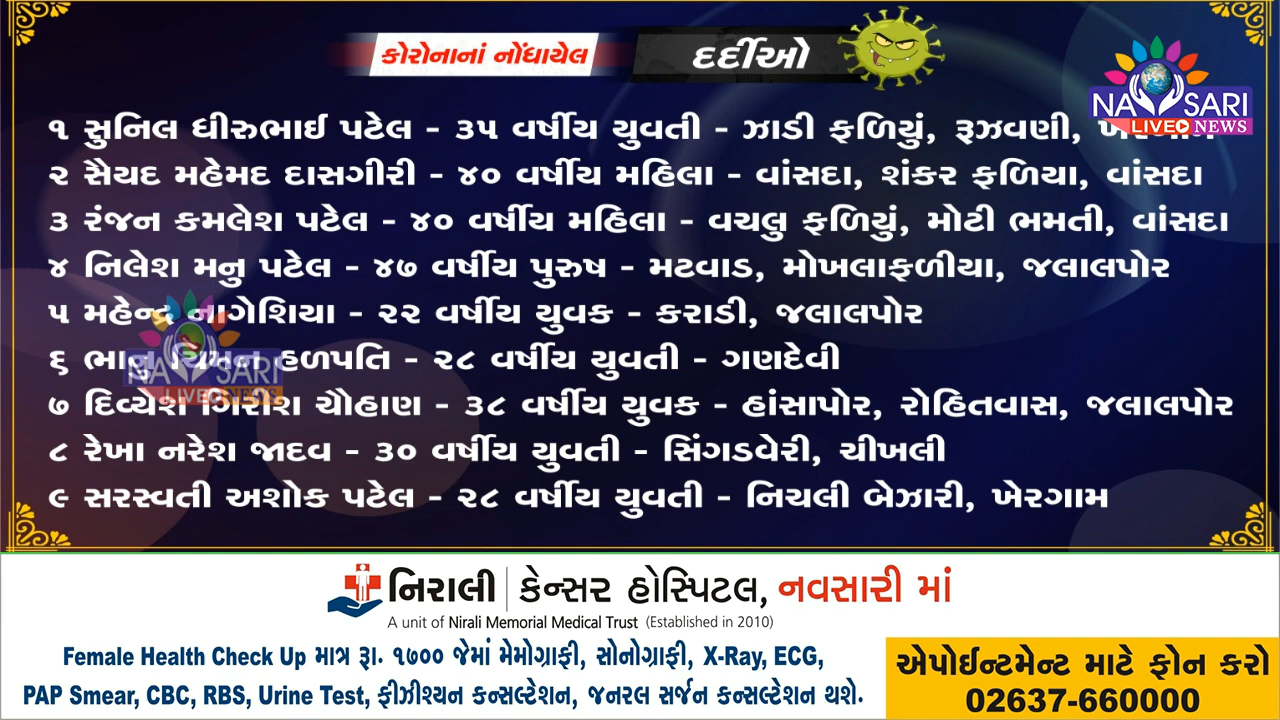 કોરોનાનાં નોંધાયેલ દર્દીઓ
NAVSARI
LIVE NEWS
૧ સુનિલ ધીરુભાઈ પટેલ - ૩૫ વર્ષીય યુવતી - ઝાડી ફળિયું, રૂઝવણી,
૨ સૈયદ મહેમદ દાસગીરી - ૪૦ વર્ષીય મહિલા - વાંસદા, શંકર ફળિયા, વાંસદા
૩ રંજન કમલેશ પટેલ - ૪૦ વર્ષીય મહિલા - વચલુ ફળિયું, મોટી ભમતી, વાંસદા
૪ નિલેશ મનુ પટેલ - ૪૭ વર્ષીય પુરુષ - મટવાડ, મોખલાફળીયા, જલાલપોર
૫ મહેન્દ્ર નાગેશિયા - ૨૨ વર્ષીય યુવક - કરાડી, જલાલપોર
૬ ભાનુ ચિમન હળપતિ - ૨૮ વર્ષીય યુવતી - ગણદેવી
NAVSARI
LIVE NEWS
૭ દિવ્યેશ ગિરીશ ચૌહાણ - ૩૮ વર્ષીય યુવક - હાંસાપોર, રોહિતવાસ, જલાલપોર
૮ રેખા નરેશ જાદવ - ૩૦ વર્ષીય યુવતી - સિંગડવેરી, ચીખલી
૯ સરસ્વતી અશોક પટેલ - ૨૮ વર્ષીય યુવતી - નિચલી બેઝારી, ખેરગામ
નિરાલી કેન્સર હોસ્પિટલ, નવસારી માં
A unit of Nirali Memorial Medical Trust (Established in 2010)
Female Health Check Up માત્ર રૂા. ૧૭૦૦ જેમાં મેમોગ્રાફી, સોનોગ્રાફી, X-Ray, ECG,
PAP Smear, CBC, RBS, Urine Test, ફીઝીશ્યન કન્સલ્ટેશન, જનરલ સર્જન કન્સલ્ટેશન થશે.
એપોઈન્ટમેન્ટ માટે ફોન કરો
02637-660000